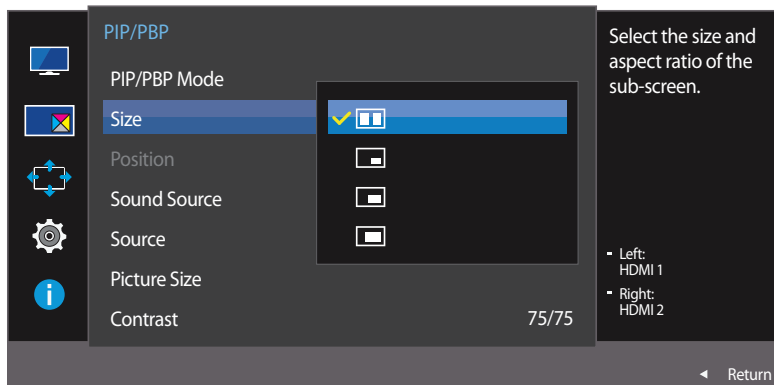 PIP/PBP
PIP/PBP Mode
Size
Position
Sound Source
Source
Picture Size
Contrast 75/75
Select the size and
aspect ratio of the
sub-screen.
- Left:
HDMI 1
- Right:
HDMI 2
Return